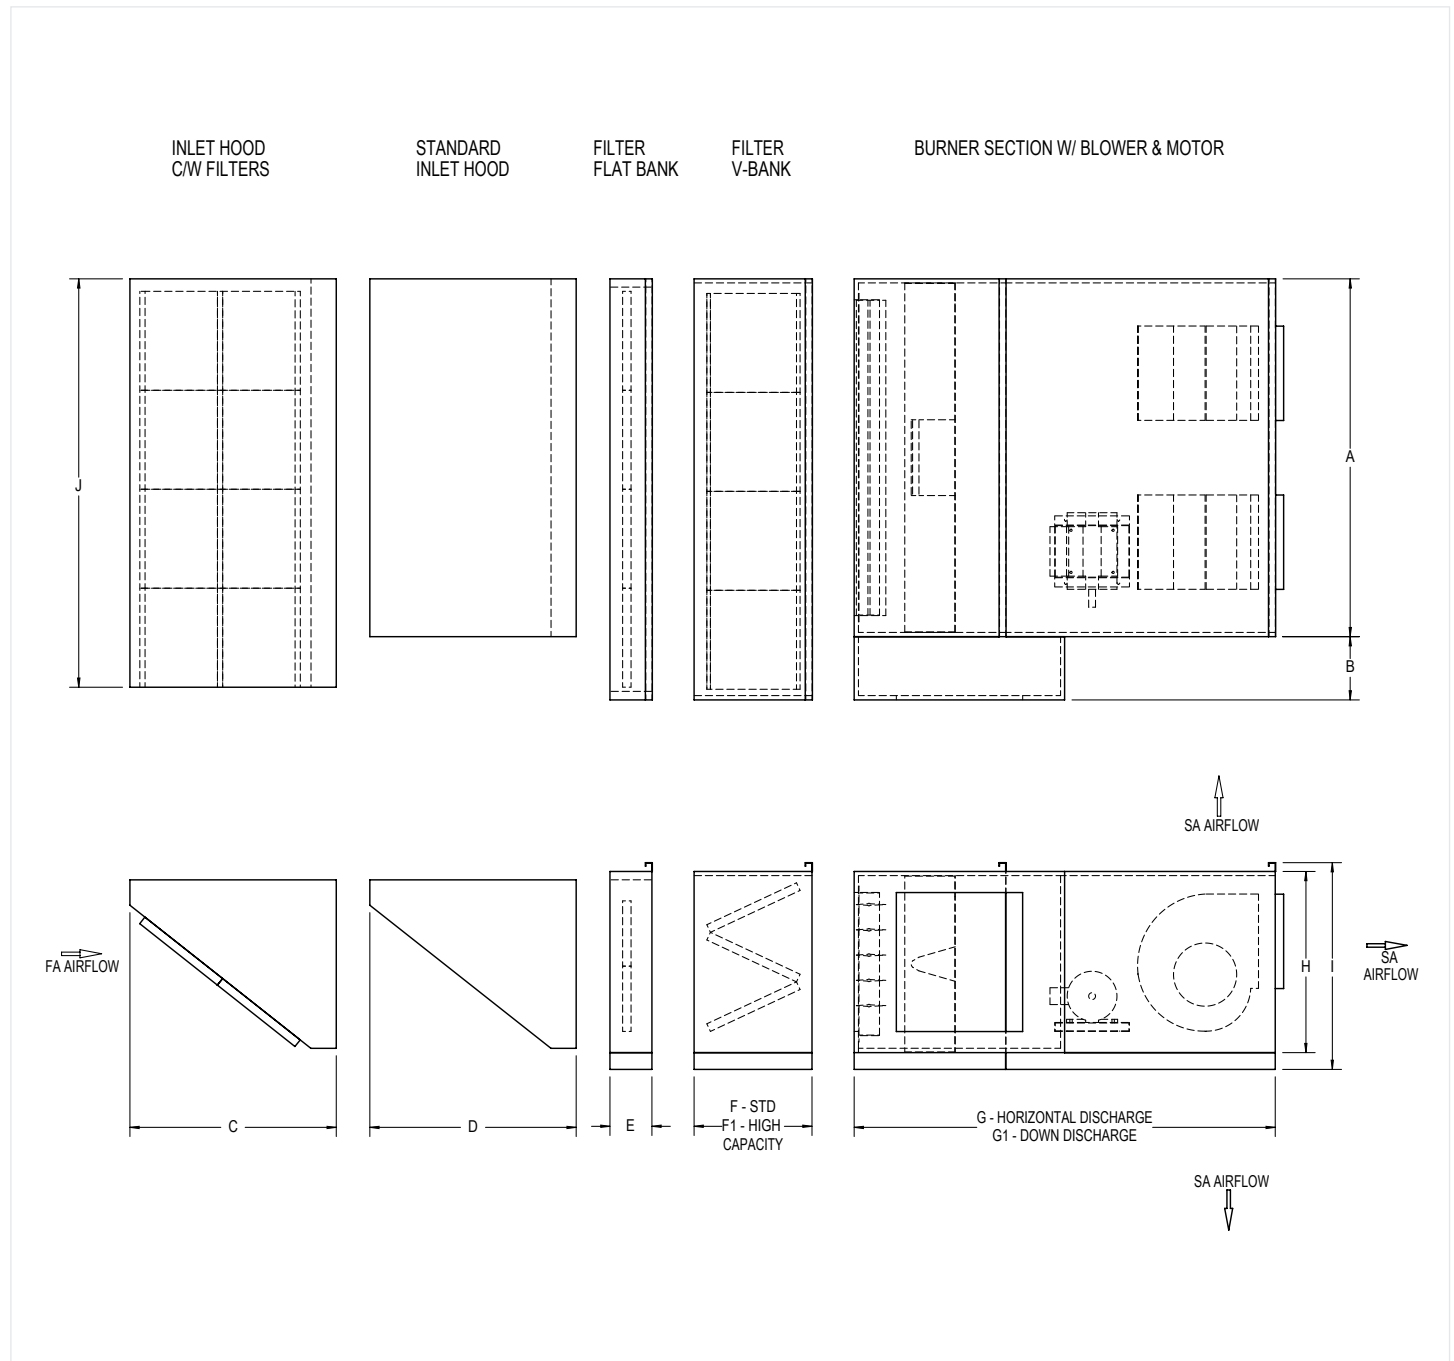 INLET HOOD
C/W FILTERS
STANDARD
INLET HOOD
FILTER
FLAT BANK
FILTER
V-BANK
BURNER SECTION W/ BLOWER & MOTOR
J
A
B
SA AIRFLOW
FA AIRFLOW
H
I
SA
AIRFLOW
C
D
E
F - STD
F1 - HIGH
CAPACITY
G - HORIZONTAL DISCHARGE
G1 - DOWN DISCHARGE
SA AIRFLOW